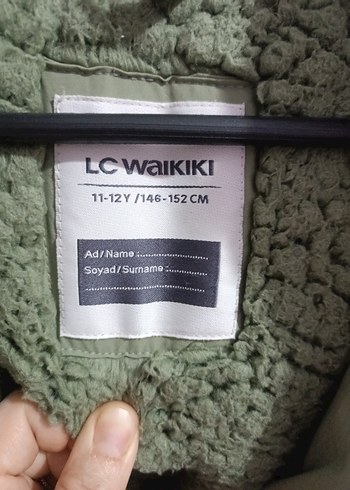 LC WAIKIKI
11-12 Y / 146 - 152 CM
Ad / Name :......................
Soyad / Surname :.............
........................................